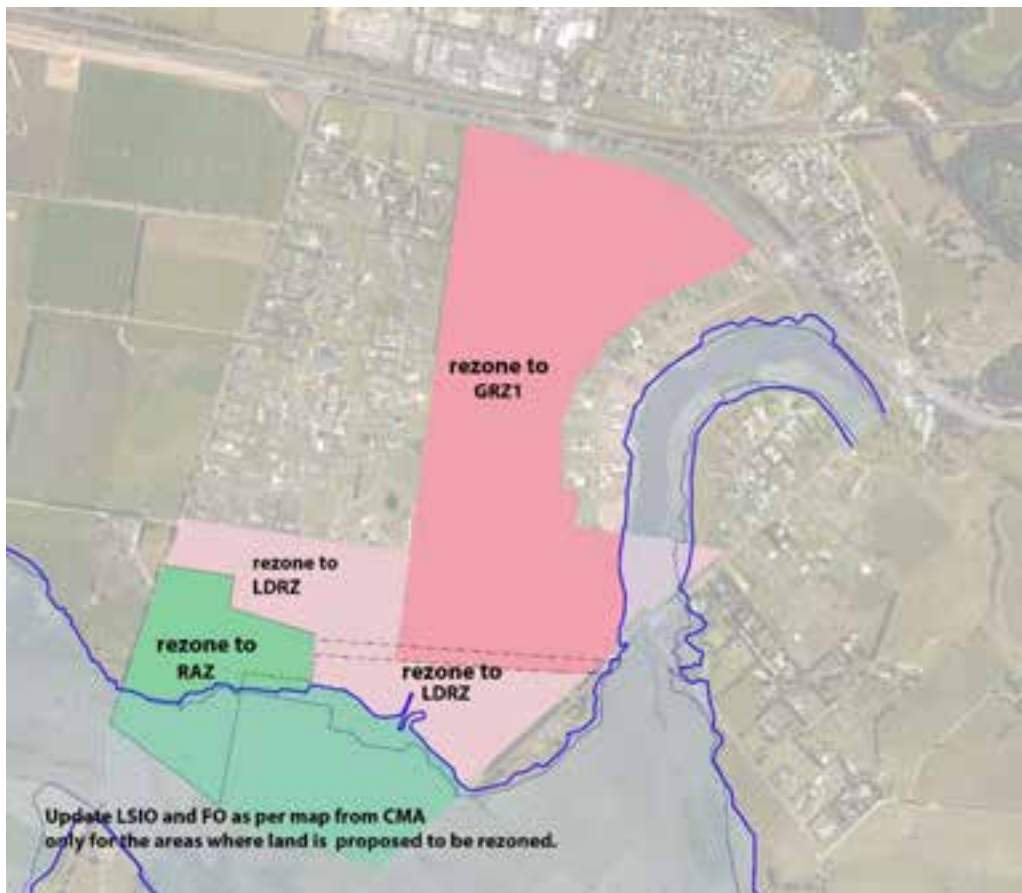 rezone to
GRZ1
rezone to
LDRZ
rezone to
RAZ
rezone to
LDRZ
Update LSIO and FO as per map from CMA
only for the areas where land is proposed to be rezoned.